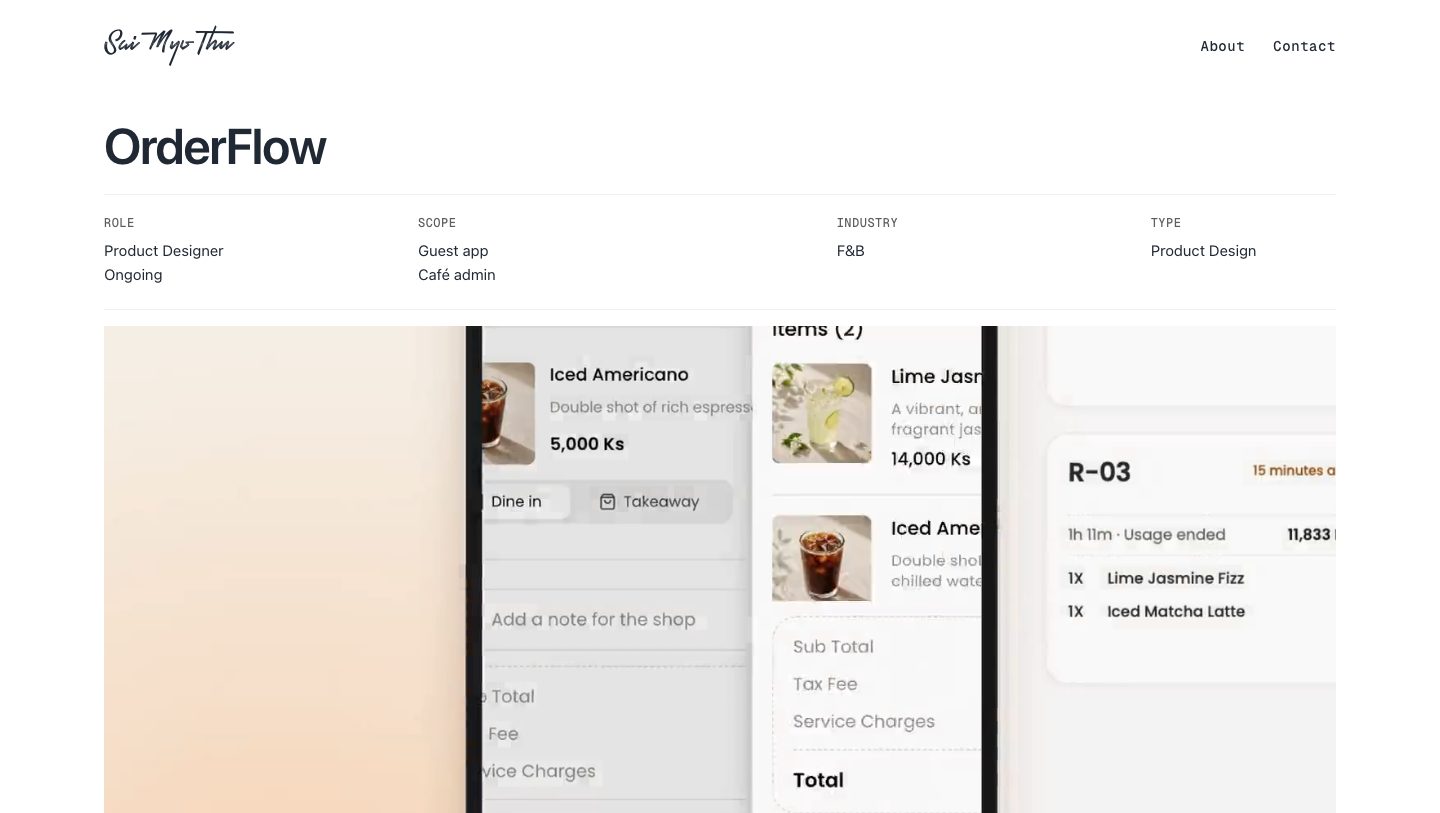 Sai Myo Thu
About
Contact
OrderFlow
ROLE
Product Designer
Ongoing
SCOPE
Guest app
Café admin
INDUSTRY
F&B
TYPE
Product Design
Iced Americano
Double shot of rich espress
5,000 Ks
Dine in
Takeaway
Add a note for the shop
Total
Fee
vice Charges
Items (2)
Lime Jasm
A vibrant, a
fragrant jas
14,000 Ks
Iced Ame
Double shot
chilled wate
Sub Total
Tax Fee
Service Charges
Total
R-03
15 minutes a
1h 11m · Usage ended
11,833
1X Lime Jasmine Fizz
1X Iced Matcha Latte